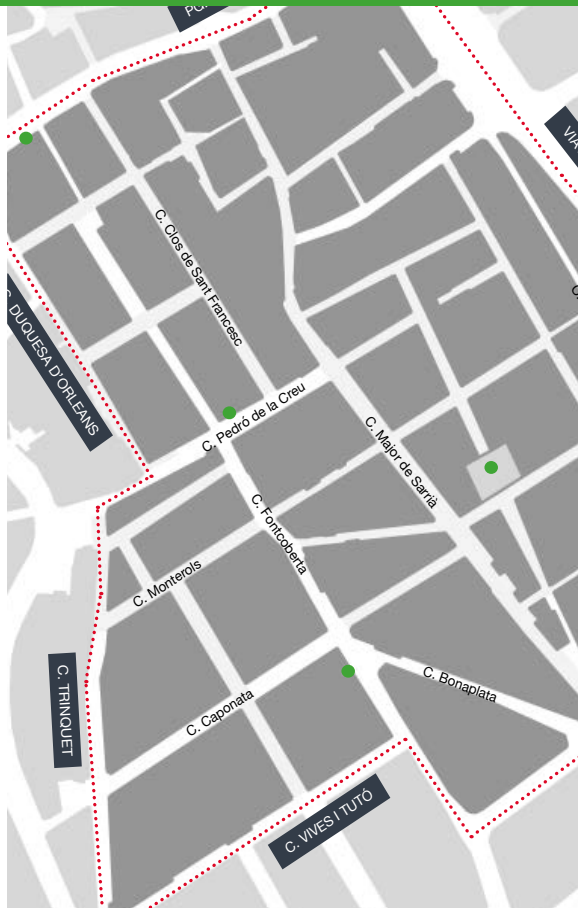 C. Clos de Sant Francesc
DUQUESA D'ORLEANS
C. Pedró de la Creu
C. Major de Sarrià
C. Fontcoberta
C. Monterols
C. TRINQUET
C. Caponata
C. Bonaplata
C. VIVES I TUTÓ